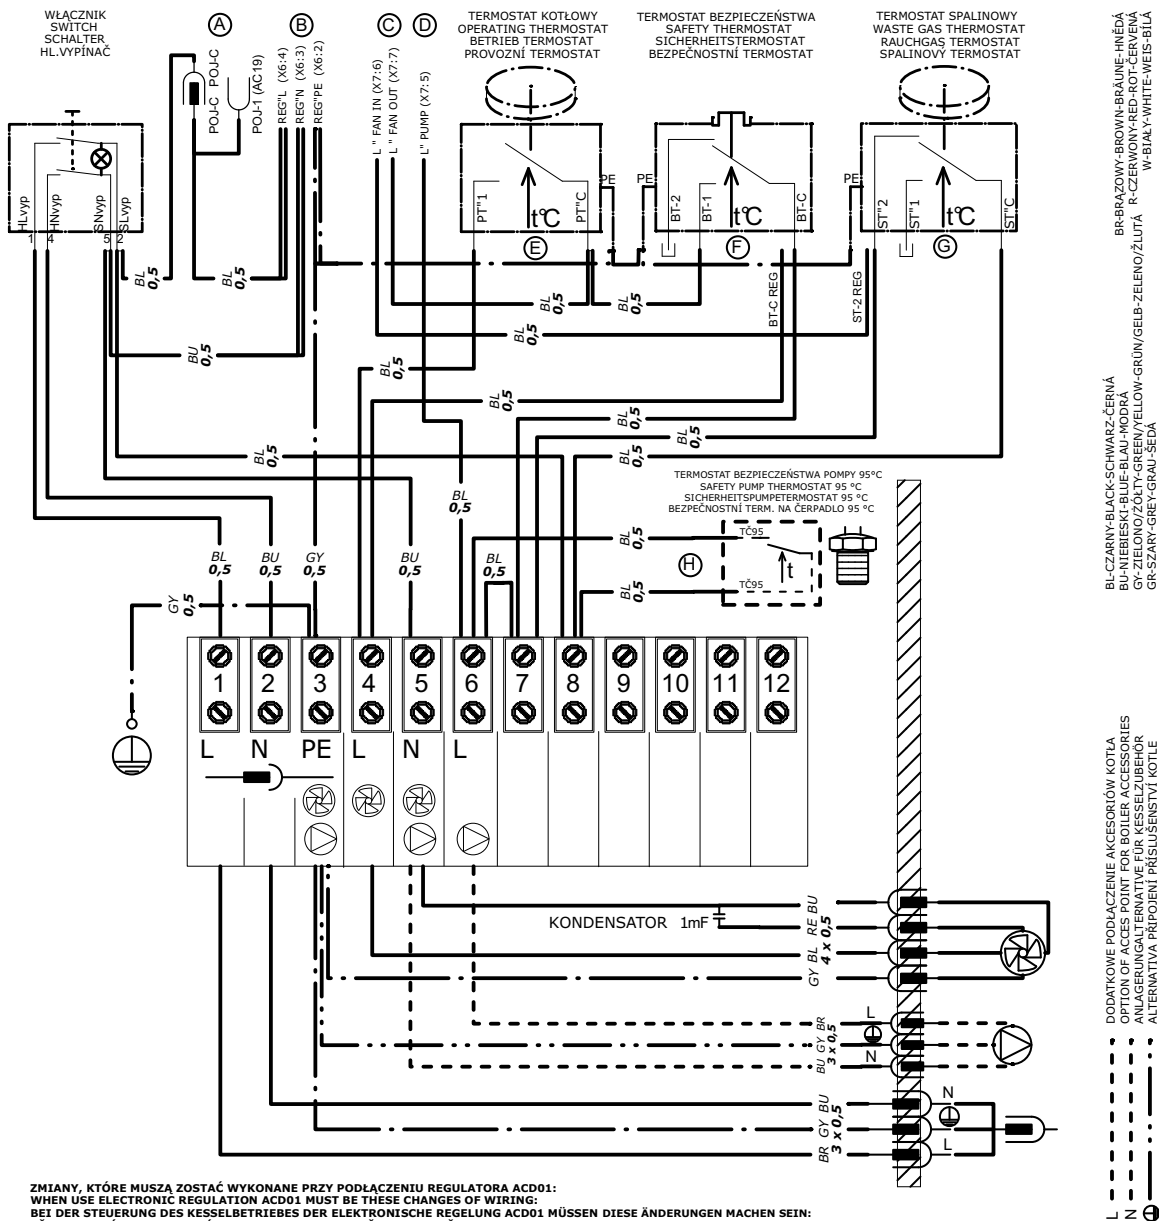 WŁĄCZNIK
SWITCH
SCHALTER
HL.VYPÍNAČ
A
B
C
D
POJ-C POJ-C
POJ-1 (AC19)
REG"L (X6:4)
REG"N (X6:3)
REG"PE (X6:2)
L" FAN IN (X7:6)
L" FAN OUT (X7:7)
L" PUMP (X7:5)
TERMOSTAT KOTŁOWY
OPERATING THERMOSTAT
BETRIEB TERMOSTAT
PROVOZNÍ TERMOSTAT
TERMOSTAT BEZPIECZEŃSTWA
SAFETY THERMOSTAT
SICHERHEITSTERMOSTAT
BEZPEČNOSTNÍ TERMOSTAT
TERMOSTAT SPALINOWY
WASTE GAS THERMOSTAT
RAUCHGAS TERMOSTAT
SPALINOVÝ TERMOSTAT
HLvyp
HNvyp
SNvyp
SLvyp
1 4 5 2
PT"1
t°C
PT"C
E
PE
PE
BT-2
BT-1
t°C
BT-C
F
PE
ST"2
ST"1
t°C
ST"C
G
BL 0,5
BL 0,5
BL 0,5
BL 0,5
BT-C REG
ST-2 REG
BU 0,5
BL 0,5
BL 0,5
BL 0,5
BL 0,5
BL 0,5
BL 0,5
BL 0,5
TERMOSTAT BEZPIECZEŃSTWA POMPY 95°C
SAFETY PUMP THERMOSTAT 95 °C
SICHERHEITSPUMPETERMOSTAT 95 °C
BEZPEČNOSTNÍ TERM. NA ČERPADLO 95 °C
BL
0,5
BL 0,5
TČ95
H
t
TČ95
BL 0,5
BL
0,5
BU
0,5
GY
0,5
BU
0,5
BL
0,5
GY 0,5
1 2 3 4 5 6 7 8 9 10 11 12
L N PE L N L
KONDENSATOR 1mF
BU
RE
BL
GY
4 x 0,5
BR
GY
BU
3 x 0,5
L
N
BU
GY
BR
3 x 0,5
N
L
BR-BRĄZOWY-BROWN-BRAUNE-HNĚDÁ
R-CZERWONY-RED-ROT-ČERVENÁ
W-BIAŁY-WHITE-WEIS-BÍLÁ
BL-CZARNY-BLACK-SCHWARZ-ČERNÁ
BU-NIEBIESKI-BLUE-BLAU-MODRÁ
GY-ZIELONO/ŻÓŁTY-GREEN/YELLOW-GRÜN/GELB-ZELENO/ŽLUTÁ
GR-SZARY-GREY-GRAU-ŠEDÁ
DODATKOWE PODŁĄCZENIE AKCESORIÓW KOTŁA
OPTION OF ACCES POINT FOR BOILER ACCESSORIES
ANLAGERUNGALTERNATIVE FÜR KESSELZUBEHÖR
ALTERNATIVA PŘIPOJENÍ PŘÍSLUŠENSTVÍ KOTLE
L
N
ZMIANY, KTÓRE MUSZĄ ZOSTAĆ WYKONANE PRZY PODŁĄCZENIU REGULATORA ACD01:
WHEN USE ELECTRONIC REGULATION ACD01 MUST BE THESE CHANGES OF WIRING:
BEI DER STEUERUNG DES KESSELBETRIEBES DER ELEKTRONISCHE REGELUNG ACD01 MÜSSEN DIESE ÄNDERUNGEN MACHEN SEIN: